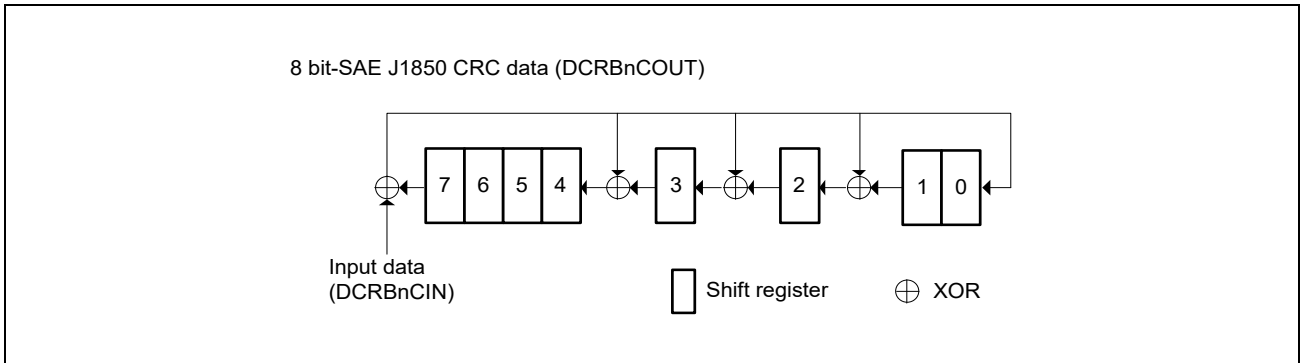 8 bit-SAE J1850 CRC data (DCRBnCOUT)
7 6 5 4 3 2 1 0
Input data
(DCRBnCIN)
Shift register
XOR